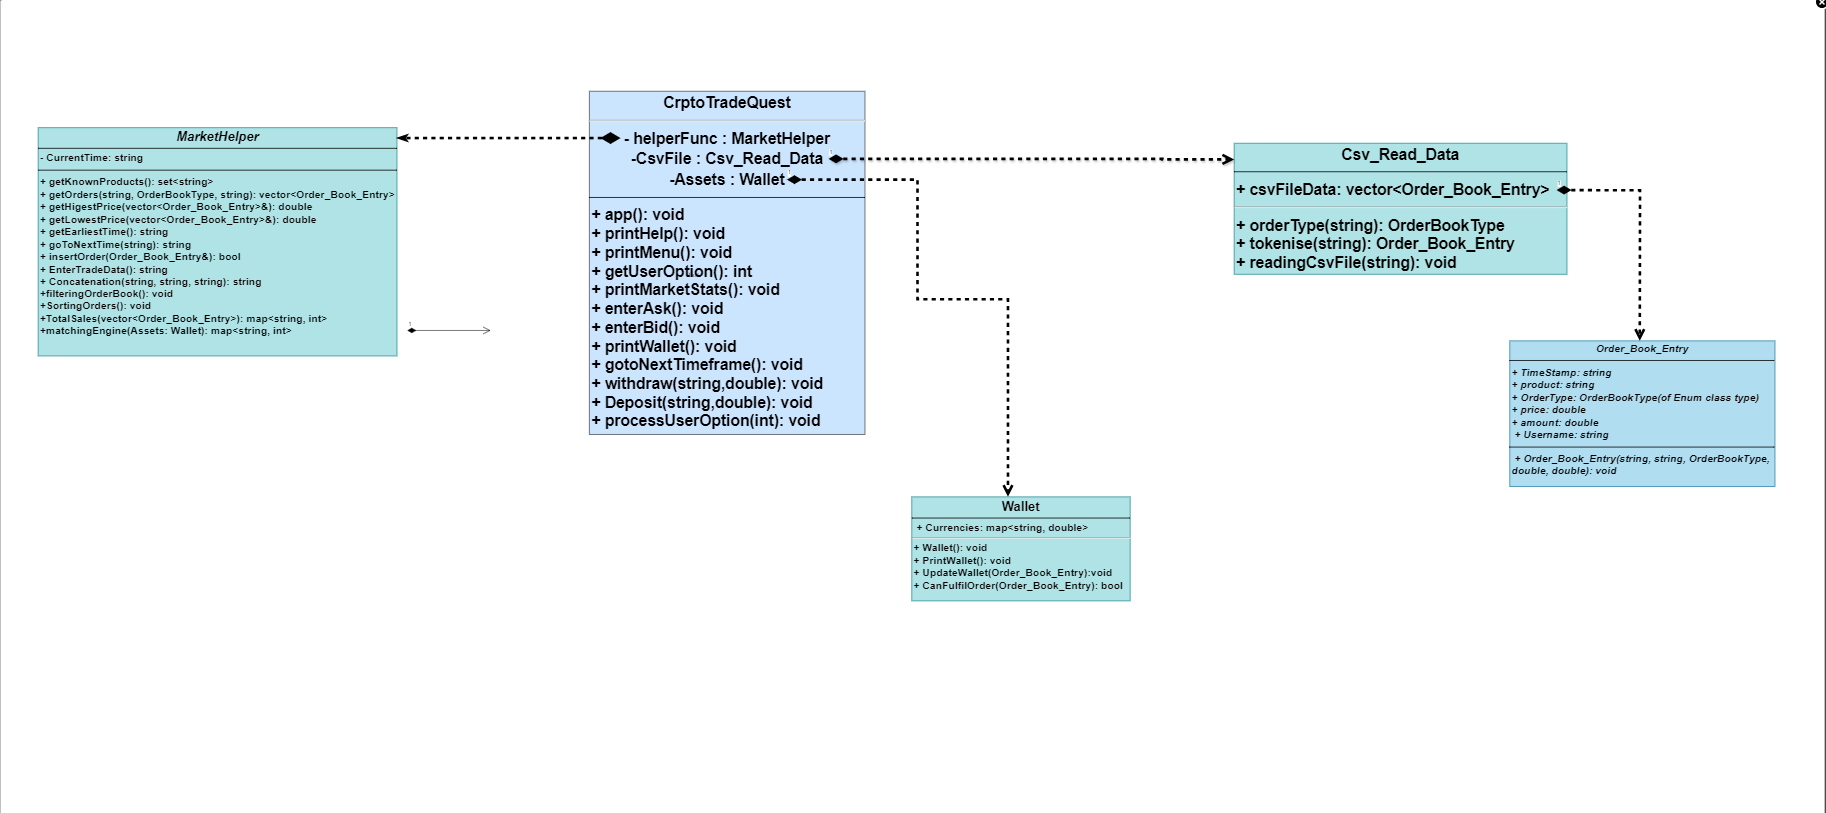 MarketHelper
- CurrentTime: string
+ getKnownProducts(): set<string>
+ getOrders(string, OrderBookType, string): vector<Order_Book_Entry>
+ getHigestPrice(vector<Order_Book_Entry>&): double
+ getLowestPrice(vector<Order_Book_Entry>&): double
+ getEarliestTime(): string
+ goToNextTime(string): string
+ insertOrder(Order_Book_Entry&): bool
+ EnterTradeData(): string
+ Concatenation(string, string, string): string
+filteringOrderBook(): void
+SortingOrders(): void
+TotalSales(vector<Order_Book_Entry>): map<string, int>
+matchingEngine(Assets: Wallet): map<string, int>
1
CrptoTradeQuest
- helperFunc : MarketHelper
-CsvFile : Csv_Read_Data
1
-Assets : Wallet
1
+ app(): void
+ printHelp(): void
+ printMenu(): void
+ getUserOption(): int
+ printMarketStats(): void
+ enterAsk(): void
+ enterBid(): void
+ printWallet(): void
+ gotoNextTimeframe(): void
+ withdraw(string,double): void
+ Deposit(string,double): void
+ processUserOption(int): void
Csv_Read_Data
+ csvFileData: vector<Order_Book_Entry>
1
+ orderType(string): OrderBookType
+ tokenise(string): Order_Book_Entry
+ readingCsvFile(string): void
Order_Book_Entry
+ TimeStamp: string
+ product: string
+ OrderType: OrderBookType(of Enum class type)
+ price: double
+ amount: double
+ Username: string
+ Order_Book_Entry(string, string, OrderBookType,
double, double): void
Wallet
+ Currencies: map<string, double>
+ Wallet(): void
+ PrintWallet(): void
+ UpdateWallet(Order_Book_Entry):void
+ CanFulfilOrder(Order_Book_Entry): bool